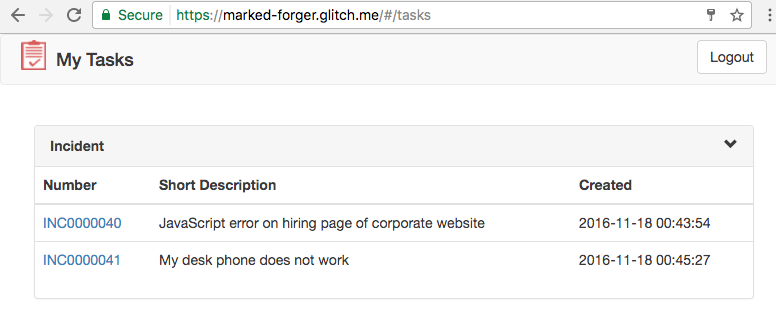 Secure https://marked-forger.glitch.me/#/tasks
My Tasks Logout
Incident
Number Short Description Created
INC0000040 JavaScript error on hiring page of corporate website 2016-11-18 00:43:54
INC0000041 My desk phone does not work 2016-11-18 00:45:27